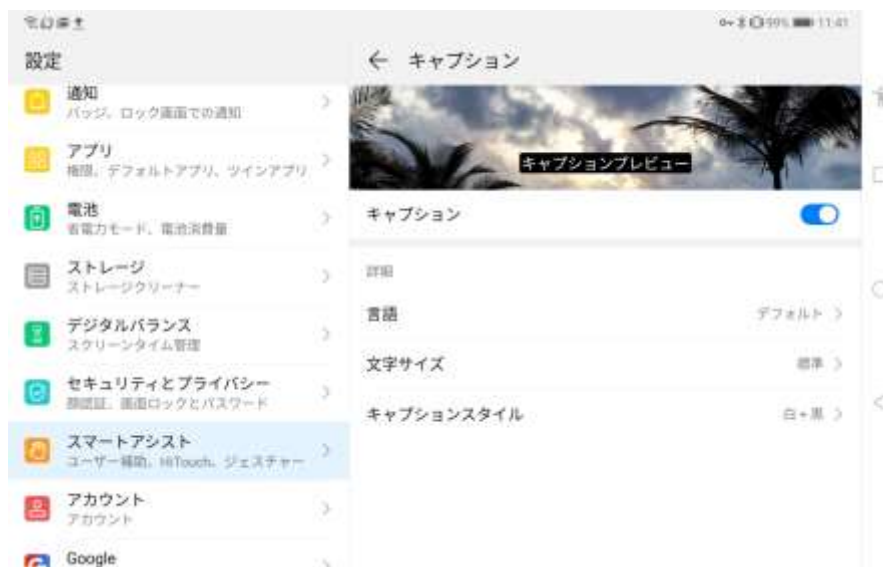 99% 11:41
設定
通知
バッジ、ロック画面での通知
アプリ
権限、デフォルトアプリ、ツインアプリ
電池
省電力モード、電池消費量
ストレージ
ストレージクリーナー
デジタルバランス
スクリーンタイム管理
セキュリティとプライバシー
顔認証、画面ロックとパスワード
スマートアシスト
ユーザー補助、HiTouch、ジェスチャー
アカウント
アカウント
Google
← キャプション
キャプションプレビュー
キャプション
詳細
言語 デフォルト
文字サイズ 標準
キャプションスタイル 白+黒